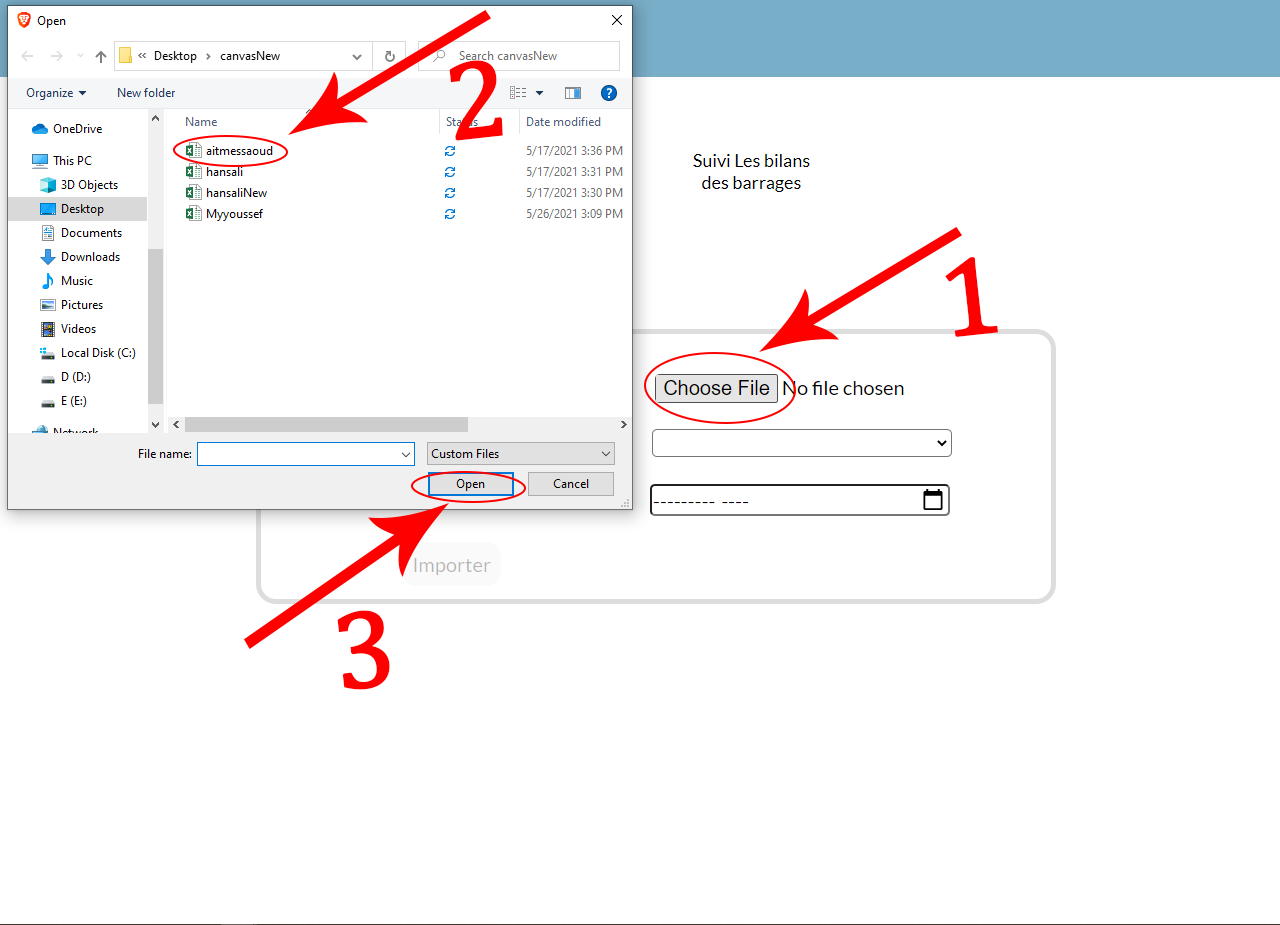 Open
« Desktop › canvasNew
Search canvasNew
Organize
New folder
?
Name
Status
Date modified
OneDrive
This PC
3D Objects
Desktop
Documents
Downloads
Music
Pictures
Videos
Local Disk (C:)
D (D:)
E (E:)
Network
aitmessaoud
5/17/2021 3:36 PM
hansali
5/17/2021 3:31 PM
hansaliNew
5/17/2021 3:30 PM
Myyoussef
5/26/2021 3:09 PM
File name:
Custom Files
Open
Cancel
2
Suivi Les bilans
des barrages
1
Choose File No file chosen
--------- ----
Importer
3